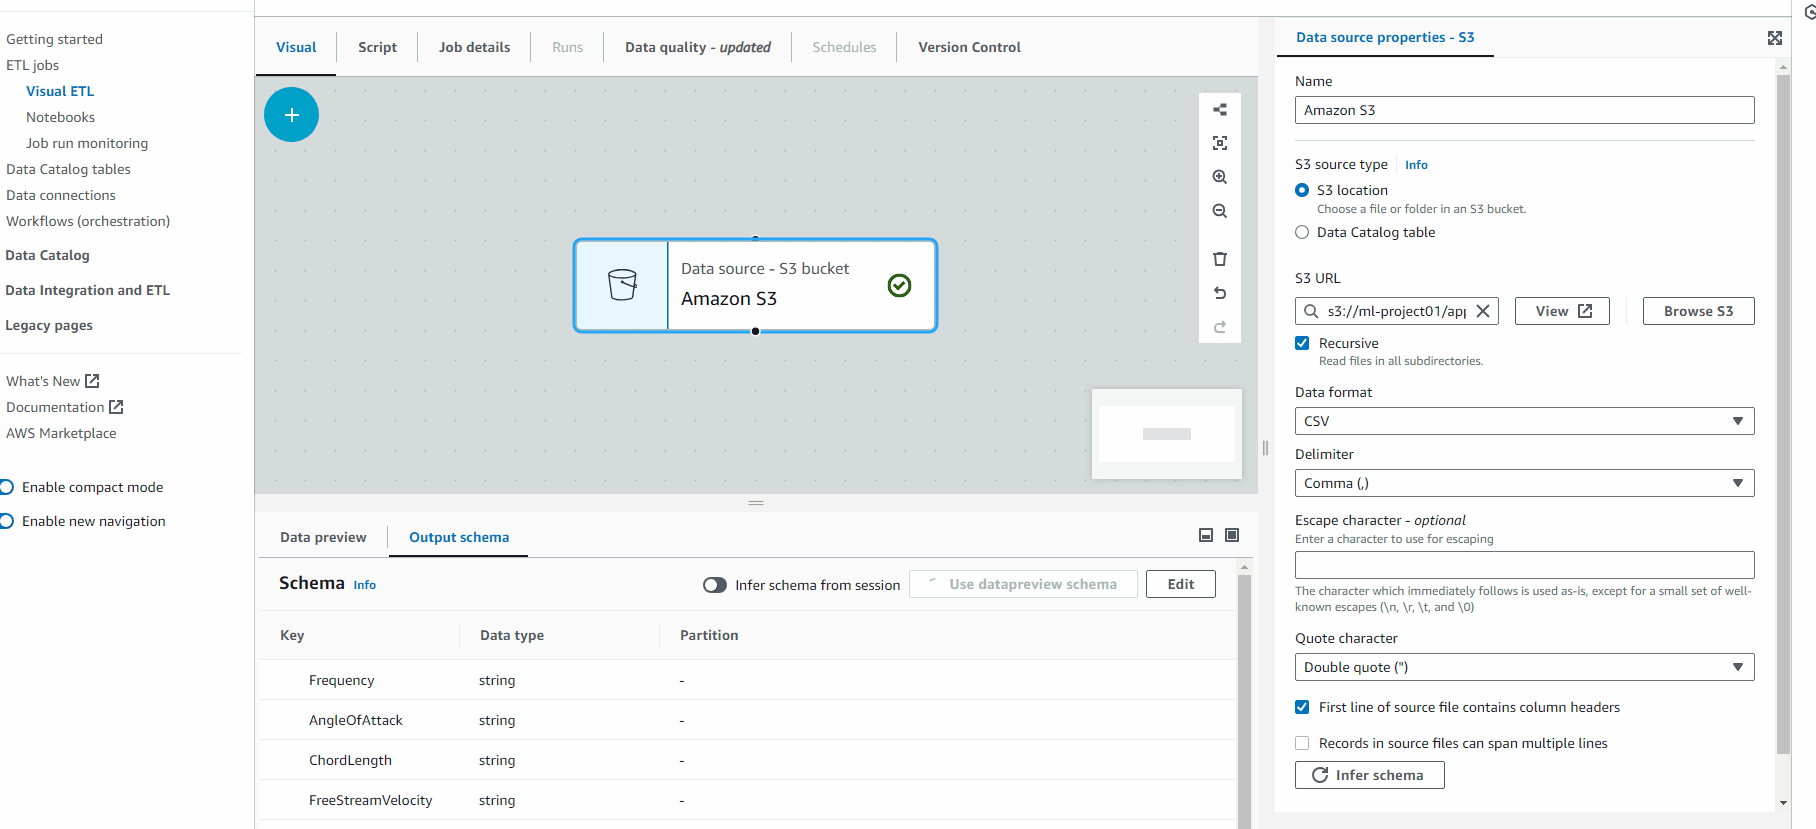 Getting started
ETL jobs
Visual ETL
Notebooks
Job run monitoring
Data Catalog tables
Data connections
Workflows (orchestration)
Data Catalog
Data Integration and ETL
Legacy pages
What's New
Documentation
AWS Marketplace
Enable compact mode
Enable new navigation
Visual Script Job details Runs Data quality - updated Schedules Version Control
Data source - S3 bucket
Amazon S3
Data preview Output schema
Schema Info Infer schema from session Use datapreview schema Edit
Key Data type Partition
Frequency string -
AngleOfAttack string -
ChordLength string -
FreeStreamVelocity string -
Data source properties - S3
Name
Amazon S3
S3 source type Info
S3 location
Choose a file or folder in an S3 bucket.
Data Catalog table
S3 URL
s3://ml-project01/app View Browse S3
Recursive
Read files in all subdirectories.
Data format
CSV
Delimiter
Comma (,)
Escape character - optional
Enter a character to use for escaping
The character which immediately follows is used as-is, except for a small set of well-
known escapes (\n, \r, \t, and \0)
Quote character
Double quote (")
First line of source file contains column headers
Records in source files can span multiple lines
Infer schema